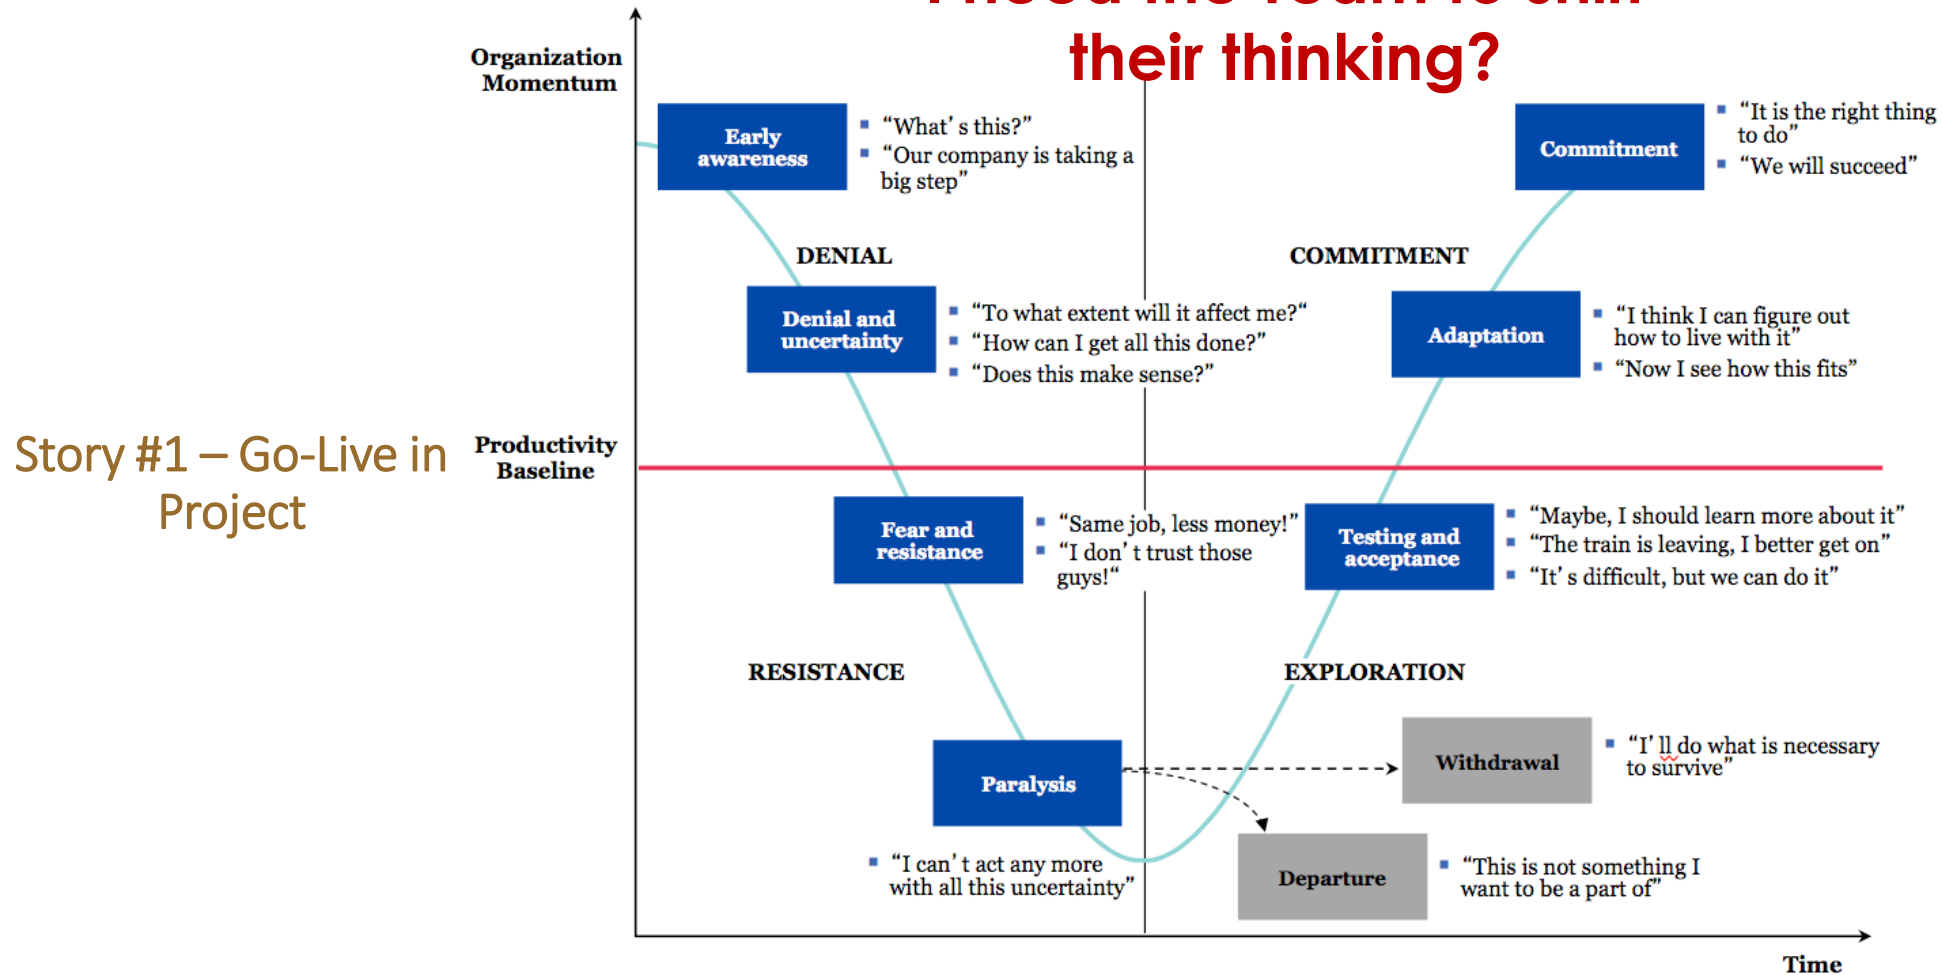 their thinking?
Organization
Momentum
Early
awareness
▪ “What’ s this?”
▪ “Our company is taking a
big step”
Commitment
▪ “It is the right thing
to do”
▪ “We will succeed”
DENIAL
COMMITMENT
Denial and
uncertainty
▪ “To what extent will it affect me?“
▪ “How can I get all this done?”
▪ “Does this make sense?”
Adaptation
▪ “I think I can figure out
how to live with it”
▪ “Now I see how this fits”
Story #1 – Go-Live in
Project
Productivity
Baseline
Fear and
resistance
▪ “Same job, less money!”
▪ “I don’ t trust those
guys!“
Testing and
acceptance
▪ “Maybe, I should learn more about it”
▪ “The train is leaving, I better get on”
▪ “It’ s difficult, but we can do it”
RESISTANCE
EXPLORATION
Paralysis
▪ “I can’ t act any more
with all this uncertainty”
Withdrawal
▪ “I’ ll do what is necessary
to survive”
Departure
▪ “This is not something I
want to be a part of”
Time